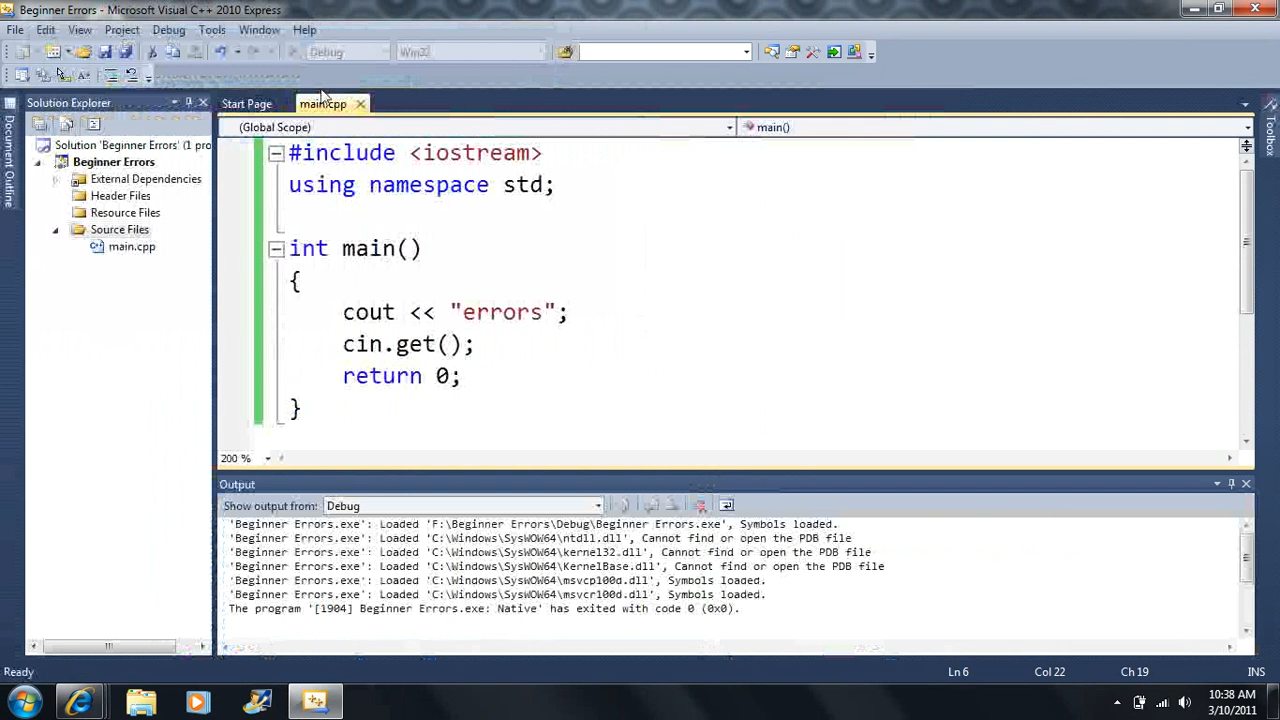 Beginner Errors - Microsoft Visual C++ 2010 Express
File Edit View Project Debug Tools Window Help
Debug Win32
Solution Explorer
Start Page main.cpp
(Global Scope) main()
Document Outline
Toolbox
Solution 'Beginner Errors' (1 pro
Beginner Errors
External Dependencies
Header Files
Resource Files
Source Files
main.cpp
#include <iostream>
using namespace std;
int main()
{
cout << "errors";
cin.get();
return 0;
}
200 %
Output
Show output from: Debug
'Beginner Errors.exe': Loaded 'F:\Beginner Errors\Debug\Beginner Errors.exe', Symbols loaded.
'Beginner Errors.exe': Loaded 'C:\Windows\SysWOW64\ntdll.dll', Cannot find or open the PDB file
'Beginner Errors.exe': Loaded 'C:\Windows\SysWOW64\kernel32.dll', Cannot find or open the PDB file
'Beginner Errors.exe': Loaded 'C:\Windows\SysWOW64\KernelBase.dll', Cannot find or open the PDB file
'Beginner Errors.exe': Loaded 'C:\Windows\SysWOW64\msvcp100d.dll', Symbols loaded.
'Beginner Errors.exe': Loaded 'C:\Windows\SysWOW64\msvcr100d.dll', Symbols loaded.
The program '[1904] Beginner Errors.exe: Native' has exited with code 0 (0x0).
Ready Ln 6 Col 22 Ch 19 INS
10:38 AM
3/10/2011